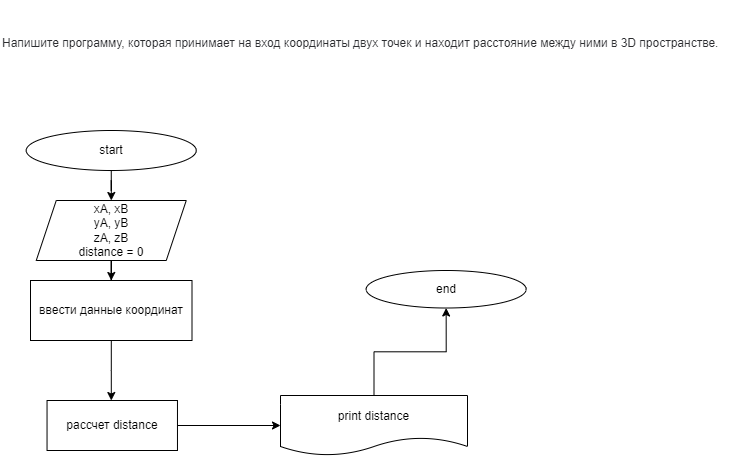 Напишите программу, которая принимает на вход координаты двух точек и находит расстояние между ними в 3D пространстве.
start
xA, xB
yA, yB
zA, zB
distance = 0
ввести данные координат
рассчет distance
print distance
end